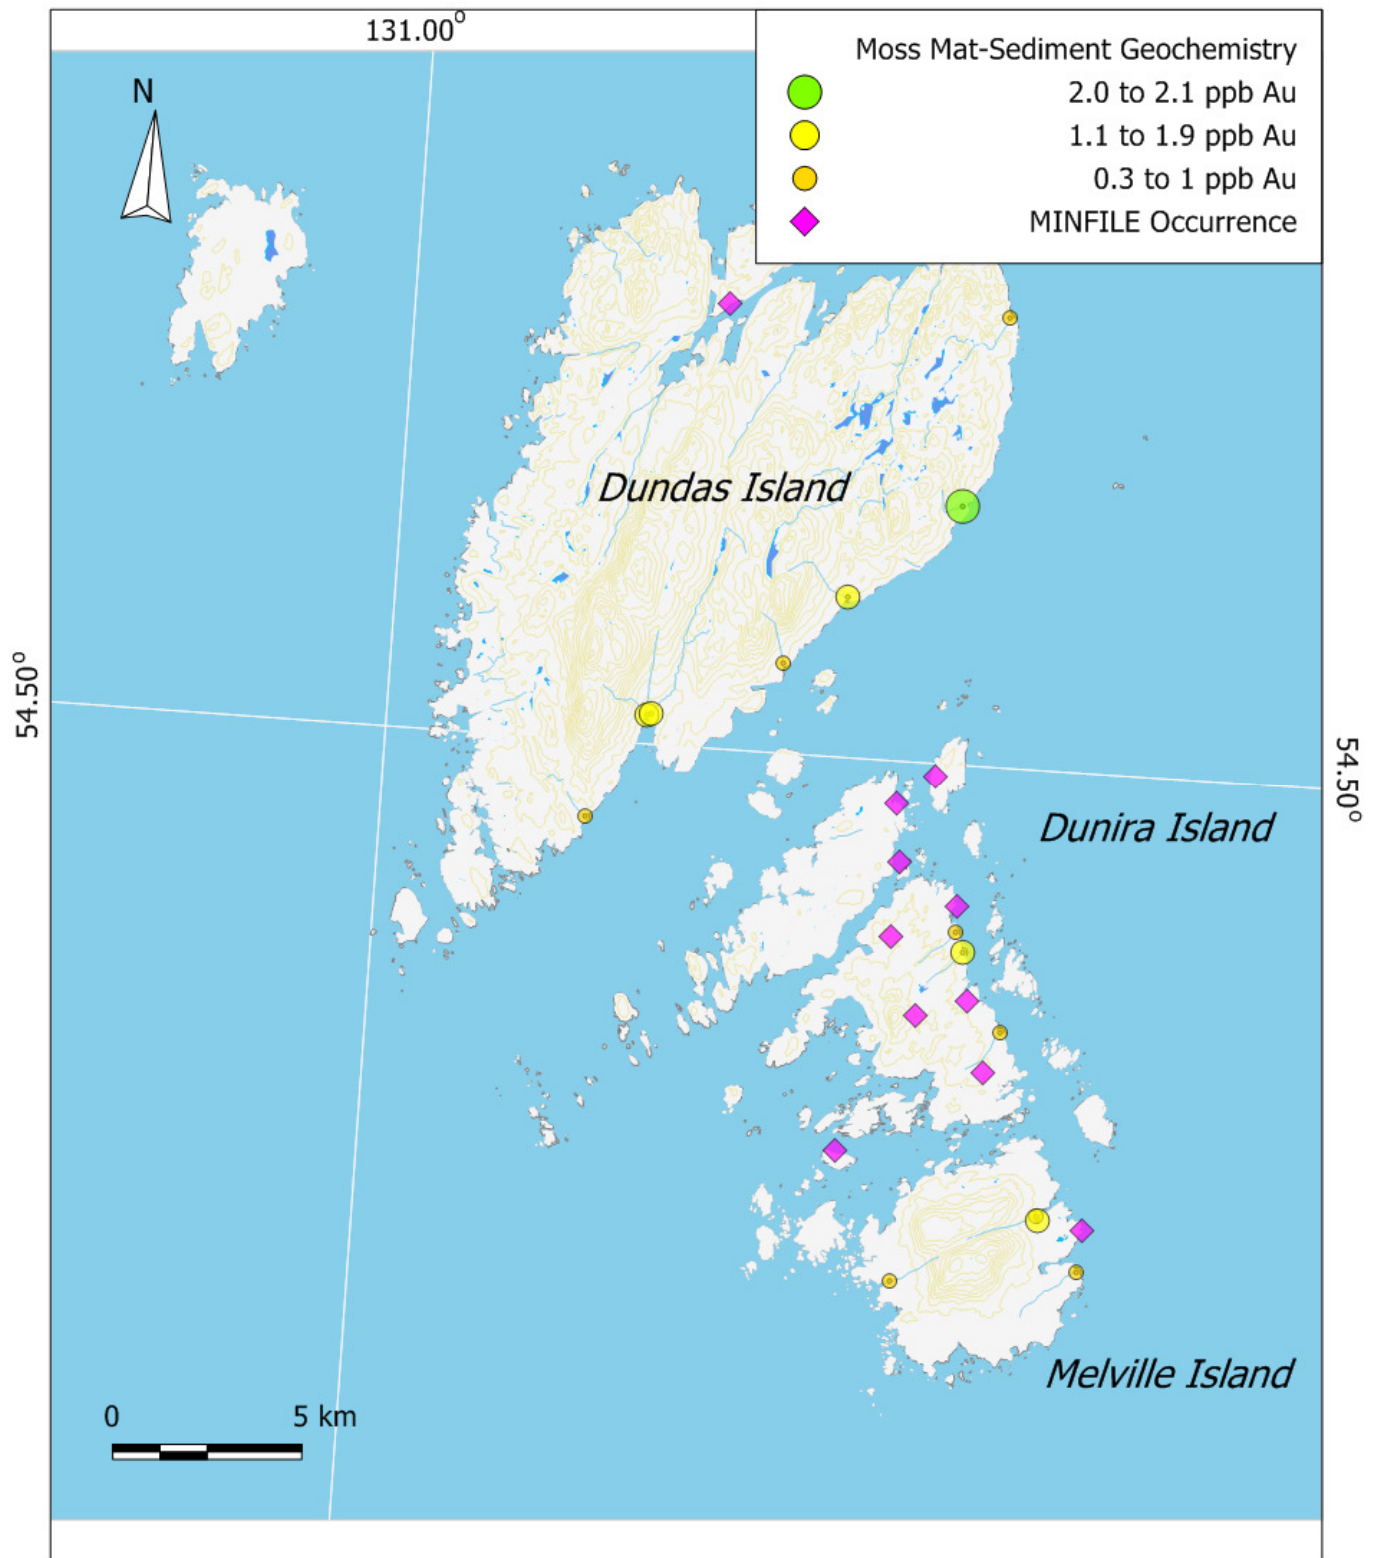 131.00°
N
Moss Mat-Sediment Geochemistry
2.0 to 2.1 ppb Au
1.1 to 1.9 ppb Au
0.3 to 1 ppb Au
MINFILE Occurrence
Dundas Island
54.50°
54.50°
Dunira Island
Melville Island
0 5 km